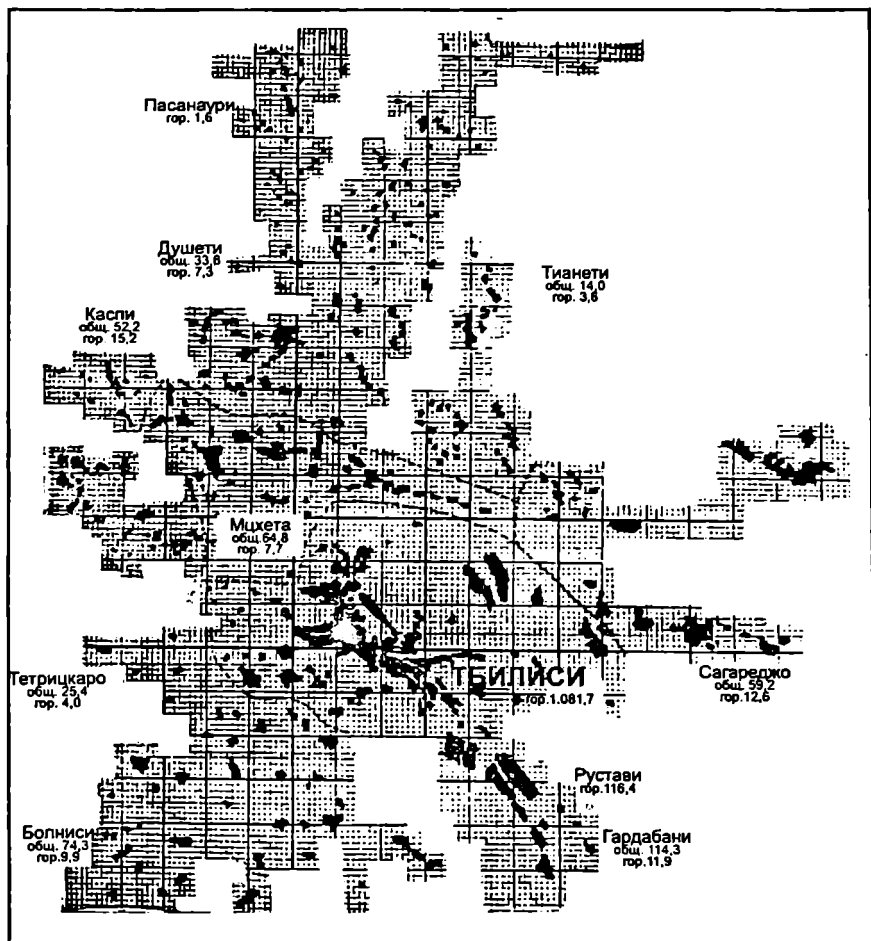 Пасанаури
гор. 1,6
Душети
общ. 33,8
гор. 7,3
Тианети
общ. 14,0
гор. 3,6
Каспи
общ. 52,2
гор. 15,2
Мцхета
общ.64,8
гор. 7,7
Тетрицкаро
общ. 25,4
гор. 4,0
ТБИЛИСИ
гор.1.081,7
Сагареджо
общ. 59,2
гор.12,6
Рустави
гор.116,4
Болниси
общ. 74,3
гор.9,9
Гардабани
общ. 114,3
гор.11,9